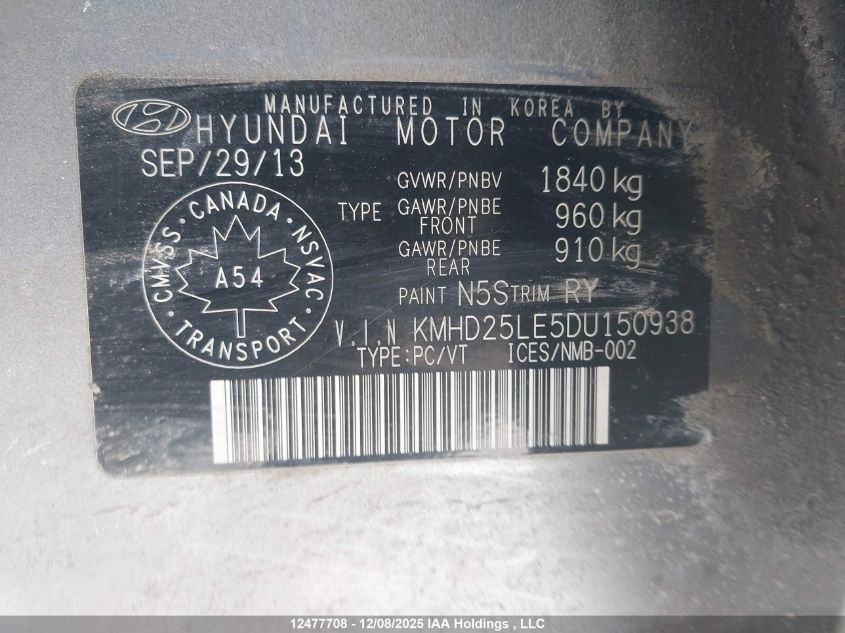 MANUFACTURED IN KOREA BY
HYUNDAI MOTOR COMPANY
SEP/29/13
GVWR/PNBV 1840 kg
TYPE GAWR/PNBE FRONT 960 kg
GAWR/PNBE REAR 910 kg
CANADA
CMVSS · NSVAC
A54
TRANSPORT
PAINT N5S TRIM RY
V.I.N KMHD25LE5DU150938
TYPE:PC/VT ICES/NMB-002
12477708 - 12/08/2025 IAA Holdings , LLC